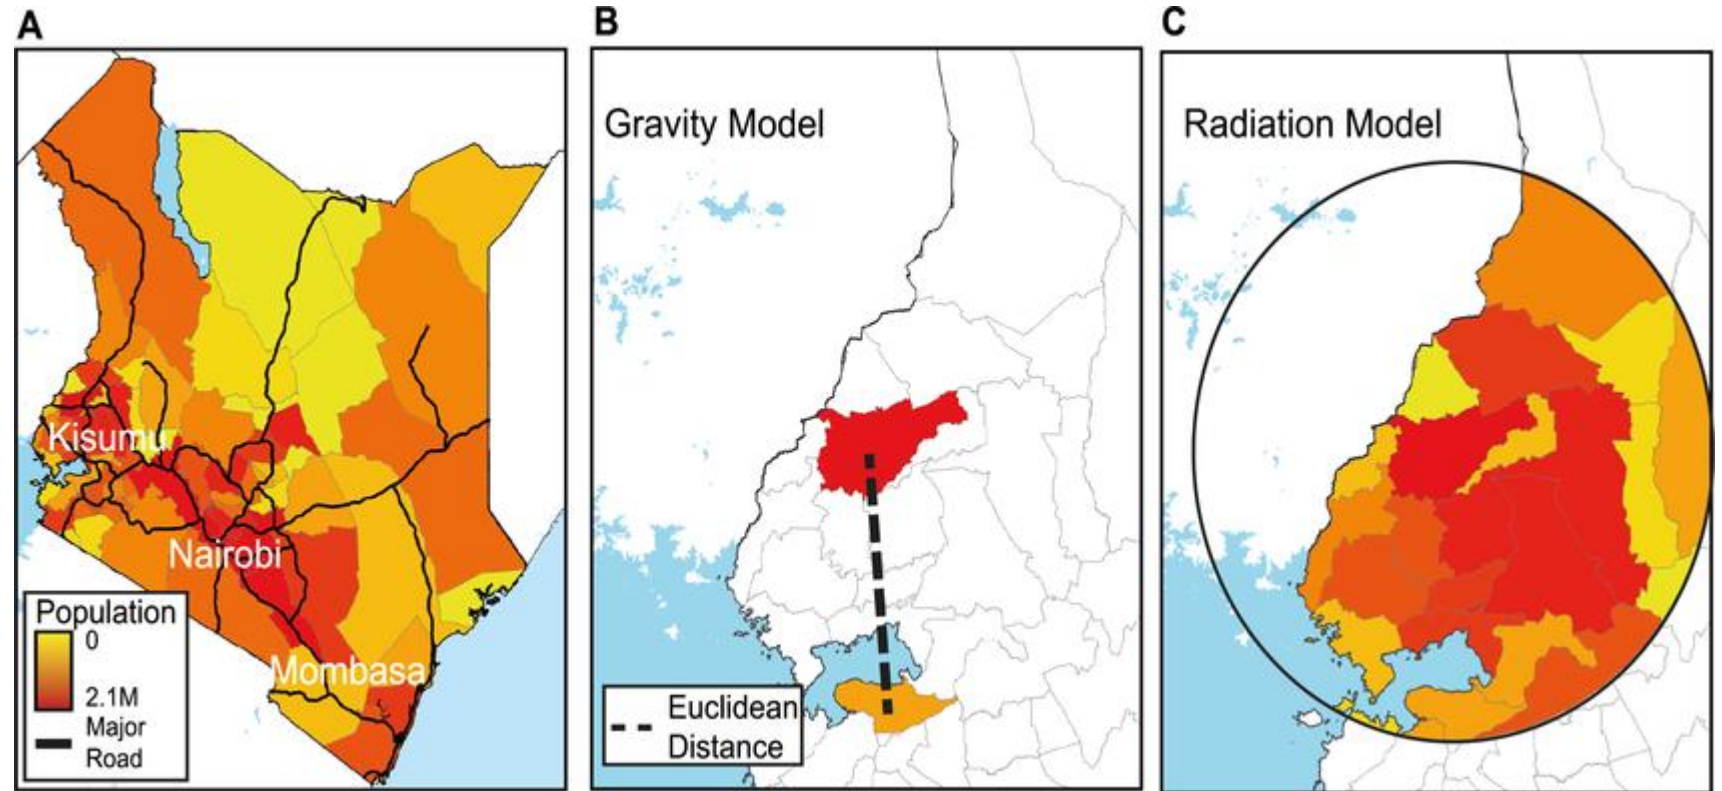 A
Kisumu
Nairobi
Mombasa
Population
0
2.1M
Major
Road
B
Gravity Model
Euclidean
Distance
C
Radiation Model